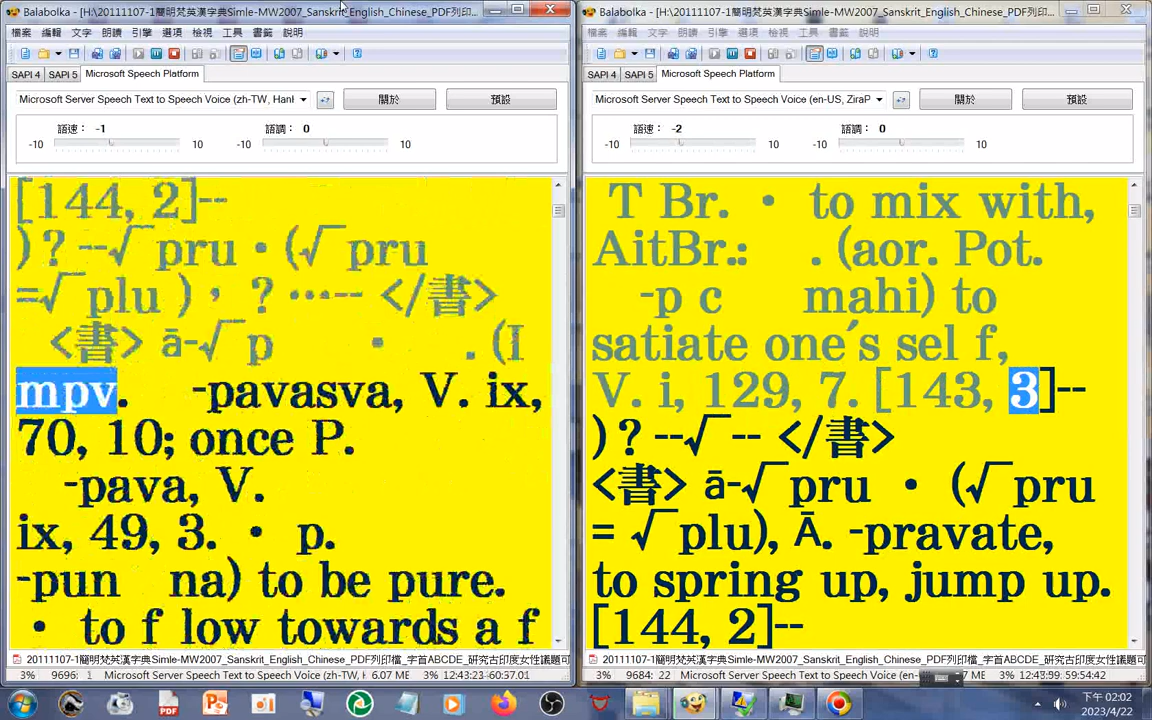 Balabolka - [H:\20111107-1簡明梵英漢字典Simle-MW2007_Sanskrit_English_Chinese_PDF列印...
檔案 編輯 文字 朗讀 引擎 選項 檢視 工具 書籤 說明
SAPI 4 SAPI 5 Microsoft Speech Platform
Microsoft Server Speech Text to Speech Voice (zh-TW, Hanl
關於 預設
語速： -1 語調： 0
-10 10 -10 10
[144, 2]--
)? --√ pru • (√ pru
=√ plu )， ?…-- </書>
<書> ā-√ p • . (I
mpv. -pavasva, V. ix,
70, 10; once P.
-pava, V.
ix, 49, 3. • p.
-pun na) to be pure.
• to f low towards a f
20111107-1簡明梵英漢字典Simle-MW2007_Sanskrit_English_Chinese_PDF列印檔_字首ABCDE_研究古印度女性議題可
3% 9696: 1 Microsoft Server Speech Text to Speech Voice (zh-TW, H 6.07 ME 3%
Balabolka - [H:\20111107-1簡明梵英漢字典Simle-MW2007_Sanskrit_English_Chinese_PDF列印...
檔案 編輯 文字 朗讀 引擎 選項 檢視 工具 書籤 說明
SAPI 4 SAPI 5 Microsoft Speech Platform
Microsoft Server Speech Text to Speech Voice (en-US, ZiraP
關於 預設
語速： -2 語調： 0
-10 10 -10 10
T Br. • to mix with,
AitBr.: . (aor. Pot.
-p c mahi) to
satiate one's sel f,
V. i, 129, 7. [143, 3]--
)? --√-- </書>
<書> ā-√ pru • (√ pru
= √ plu), Ā. -pravate,
to spring up, jump up.
[144, 2]--
20111107-1簡明梵英漢字典Simle-MW2007_Sanskrit_English_Chinese_PDF列印檔_字首ABCDE_研究古印度女性議題可
3% 9684: 22 Microsoft Server Speech Text to Speech Voice 3%
下午 02:02
2023/4/22